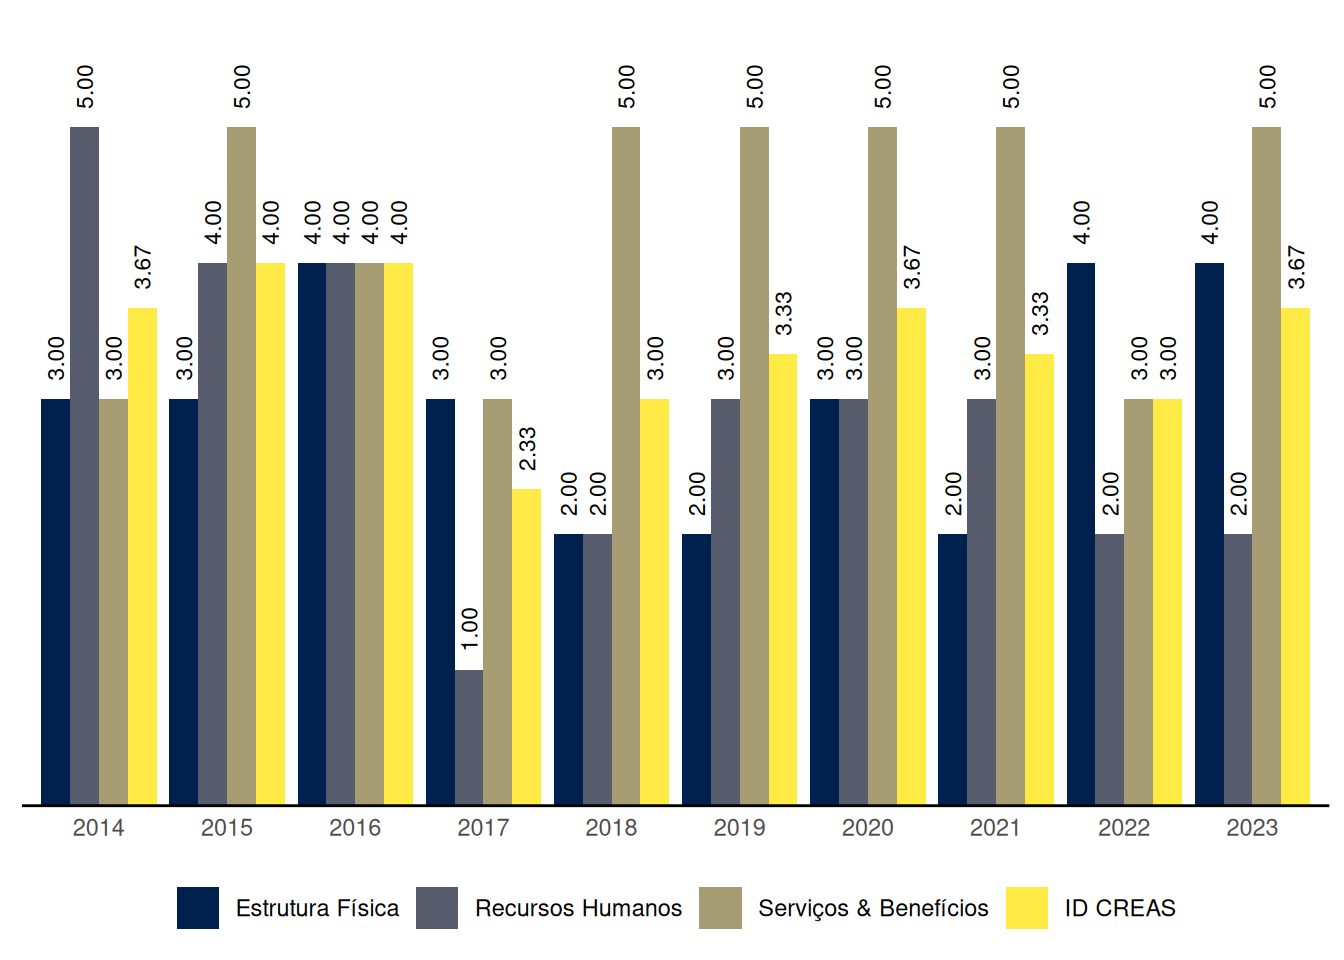 3.00 5.00 3.00 3.67 3.00 4.00 5.00 4.00 4.00 4.00 4.00 4.00 3.00 1.00 3.00 2.33 2.00 2.00 5.00 3.00 2.00 3.00 5.00 3.33 3.00 3.00 5.00 3.67 2.00 3.00 5.00 3.33 4.00 2.00 3.00 3.00 4.00 2.00 5.00 3.67
2014 2015 2016 2017 2018 2019 2020 2021 2022 2023
Estrutura Física Recursos Humanos Serviços & Benefícios ID CREAS